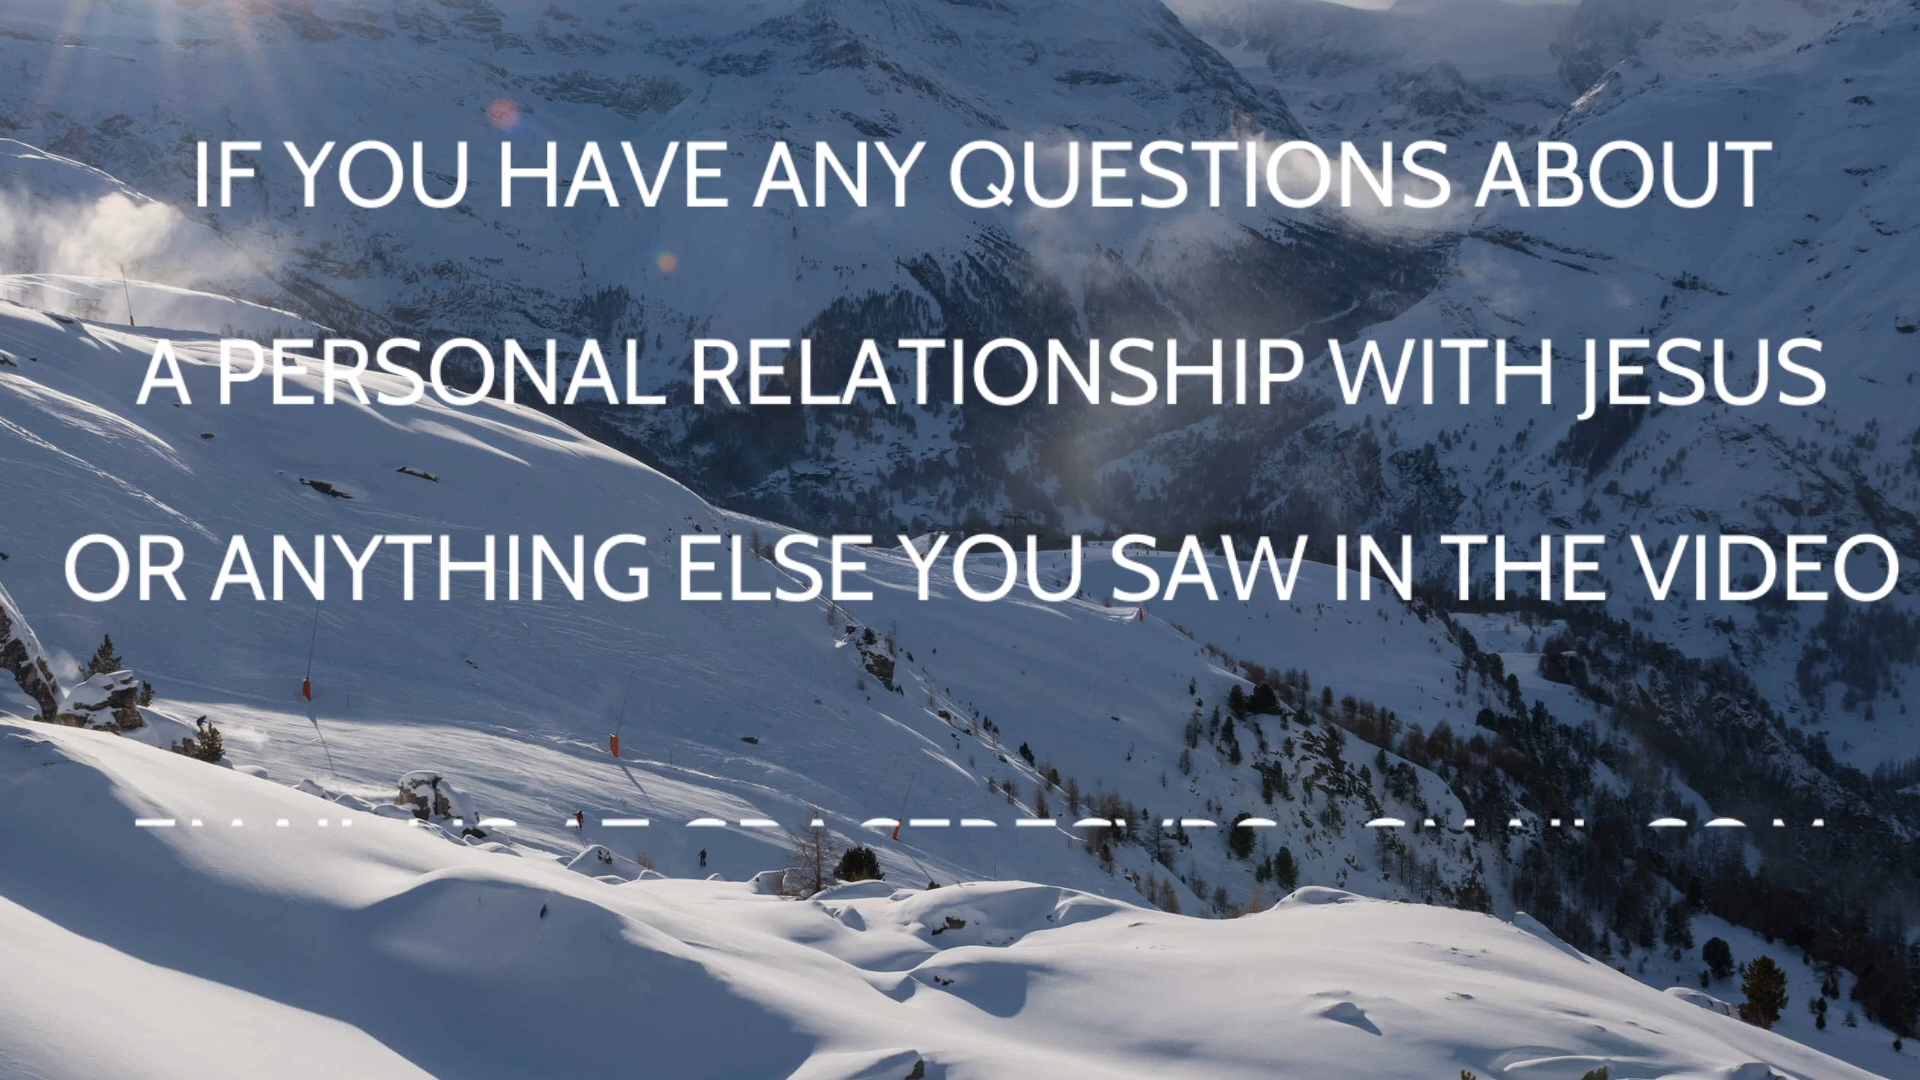 IF YOU HAVE ANY QUESTIONS ABOUT
A PERSONAL RELATIONSHIP WITH JESUS
OR ANYTHING ELSE YOU SAW IN THE VIDEO